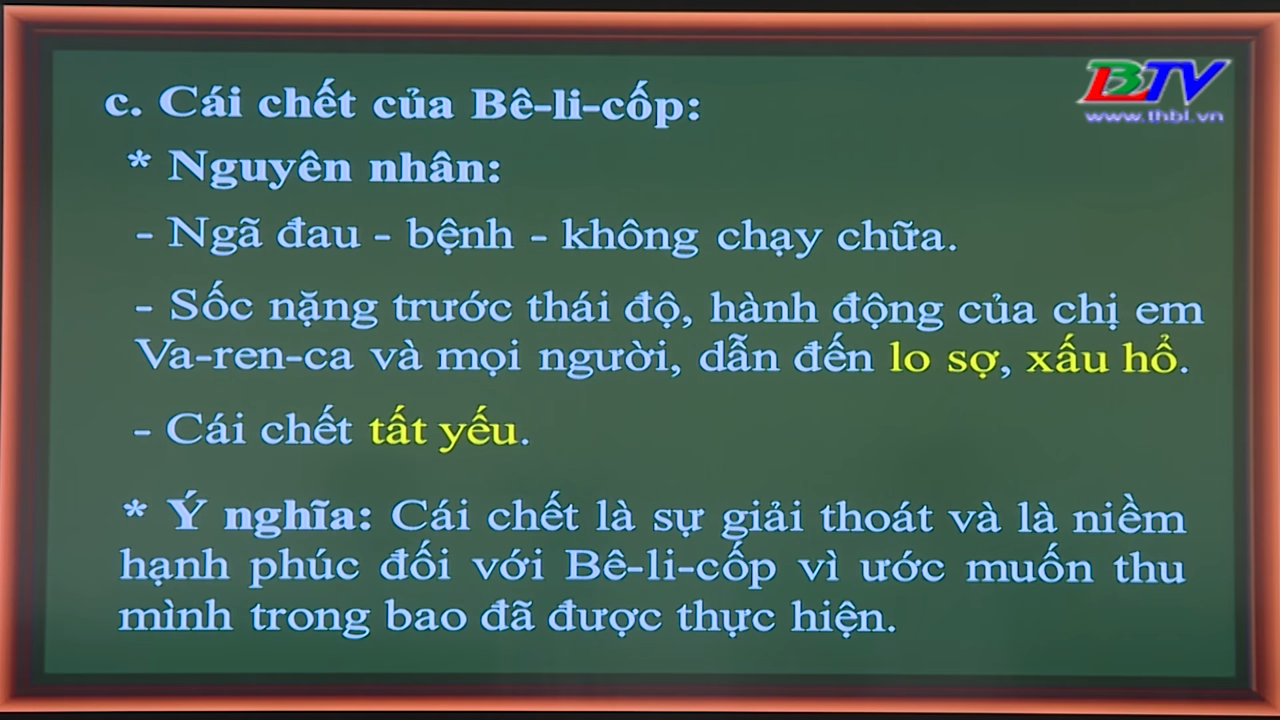 BTV
www.thbl.vn
c. Cái chết của Bê-li-cốp:
* Nguyên nhân:
- Ngã đau - bệnh - không chạy chữa.
- Sốc nặng trước thái độ, hành động của chị em
Va-ren-ca và mọi người, dẫn đến lo sợ, xấu hổ.
- Cái chết tất yếu.
* Ý nghĩa: Cái chết là sự giải thoát và là niềm
hạnh phúc đối với Bê-li-cốp vì ước muốn thu
mình trong bao đã được thực hiện.